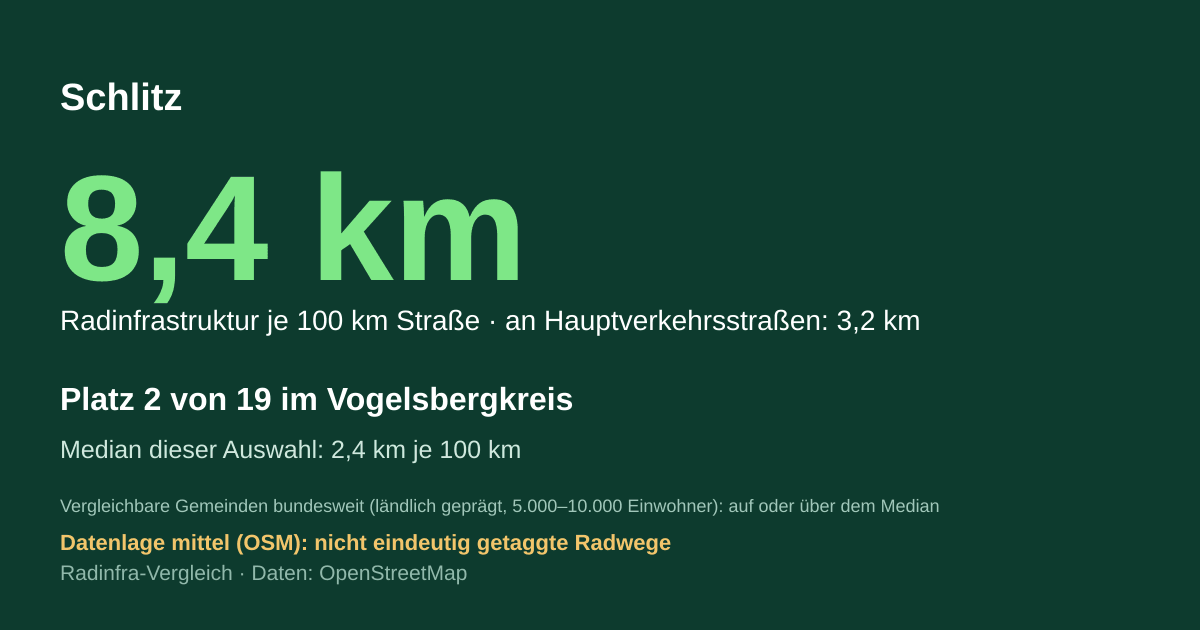 Schlitz
8,4 km
Radinfrastruktur je 100 km Straße · an Hauptverkehrsstraßen: 3,2 km
Platz 2 von 19 im Vogelsbergkreis
Median dieser Auswahl: 2,4 km je 100 km
Vergleichbare Gemeinden bundesweit (ländlich geprägt, 5.000–10.000 Einwohner): auf oder über dem Median
Datenlage mittel (OSM): nicht eindeutig getaggte Radwege
Radinfra-Vergleich · Daten: OpenStreetMap